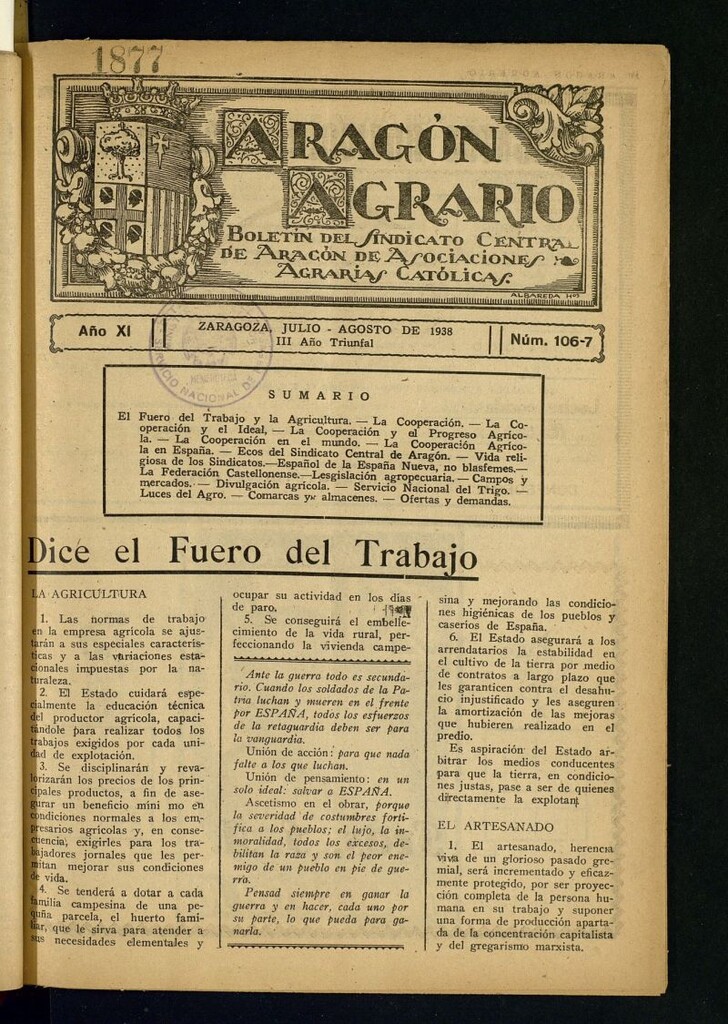 1877
ARAGÓN
AGRARIO
BOLETÍN DEL SINDICATO CENTRAL
DE ARAGÓN DE ASOCIACIONES
AGRARIAS CATÓLICAS.
ALBAREDA HOS
Año XI
ZARAGOZA, JULIO - AGOSTO DE 1938
III Año Triunfal
Núm. 106-7
SUMARIO
El Fuero del Trabajo y la Agricultura. — La Cooperación. — La Co-
operación y el Ideal, — La Cooperación y el Progreso Agríco-
la. — La Cooperación en el mundo. — La Cooperación Agríco-
la en España. — Ecos del Sindicato Central de Aragón. — Vida reli-
giosa de los Sindicatos.—Español de la España Nueva, no blasfemes.—
La Federación Castellonense.—Lesgislación agropecuaria. — Campos y
mercados. — Divulgación agrícola. — Servicio Nacional del Trigo. —
Luces del Agro. — Comarcas y almacenes. — Ofertas y demandas.
Dice el Fuero del Trabajo
LA AGRICULTURA
1. Las normas de trabajo
en la empresa agrícola se ajus-
tarán a sus especiales caracterís-
ticas y a las variaciones esta-
cionales impuestas por la na-
turaleza.
2. El Estado cuidará espe-
cialmente la educación técnica
del productor agrícola, capaci-
tándole para realizar todos los
trabajos exigidos por cada uni-
dad de explotación.
3. Se disciplinarán y reva-
lorizarán los precios de los prin-
cipales productos, a fin de ase-
gurar un beneficio míni mo en
condiciones normales a los em-
presarios agrícolas y, en conse-
cuencia, exigirles para los tra-
bajadores jornales que les per-
mitan mejorar sus condiciones
de vida.
4. Se tenderá a dotar a cada
familia campesina de una pe-
queña parcela, el huerto fami-
liar, que le sirva para atender a
sus necesidades elementales y
ocupar su actividad en los días
de paro.
5. Se conseguirá el embelle-
cimiento de la vida rural, per-
feccionando la vivienda campe-
Ante la guerra todo es secunda-
rio. Cuando los soldados de la Pa-
tria luchan y mueren en el frente
por ESPAÑA, todos los esfuerzos
de la retaguardia deben ser para
la vanguardia.
Unión de acción: para que nada
falte a los que luchan.
Unión de pensamiento: en un
solo ideal: salvar a ESPAÑA.
Ascetismo en el obrar, porque
la severidad de costumbres forti-
fica a los pueblos; el lujo, la in-
moralidad, todos los excesos, de-
bilitan la raza y son el peor ene-
migo de un pueblo en pie de gue-
rra.
Pensad siempre en ganar la
guerra y en hacer, cada uno por
su parte, lo que pueda para ga-
narla.
sina y mejorando las condicio-
nes higiénicas de los pueblos y
caseríos de España.
6. El Estado asegurará a los
arrendatarios la estabilidad en
el cultivo de la tierra por medio
de contratos a largo plazo que
les garanticen contra el desahu-
cio injustificado y les aseguren
la amortización de las mejoras
que hubieren realizado en el
predio.
Es aspiración del Estado ar-
bitrar los medios conducentes
para que la tierra, en condicio-
nes justas, pase a ser de quienes
directamente la explotan.
EL ARTESANADO
1. El artesanado, herencia
viva de un glorioso pasado gre-
mial, será incrementado y eficaz-
mente protegido, por ser proyec-
ción completa de la persona hu-
mana en su trabajo y suponer
una forma de producción aparta-
da de la concentración capitalista
y del gregarismo marxista.